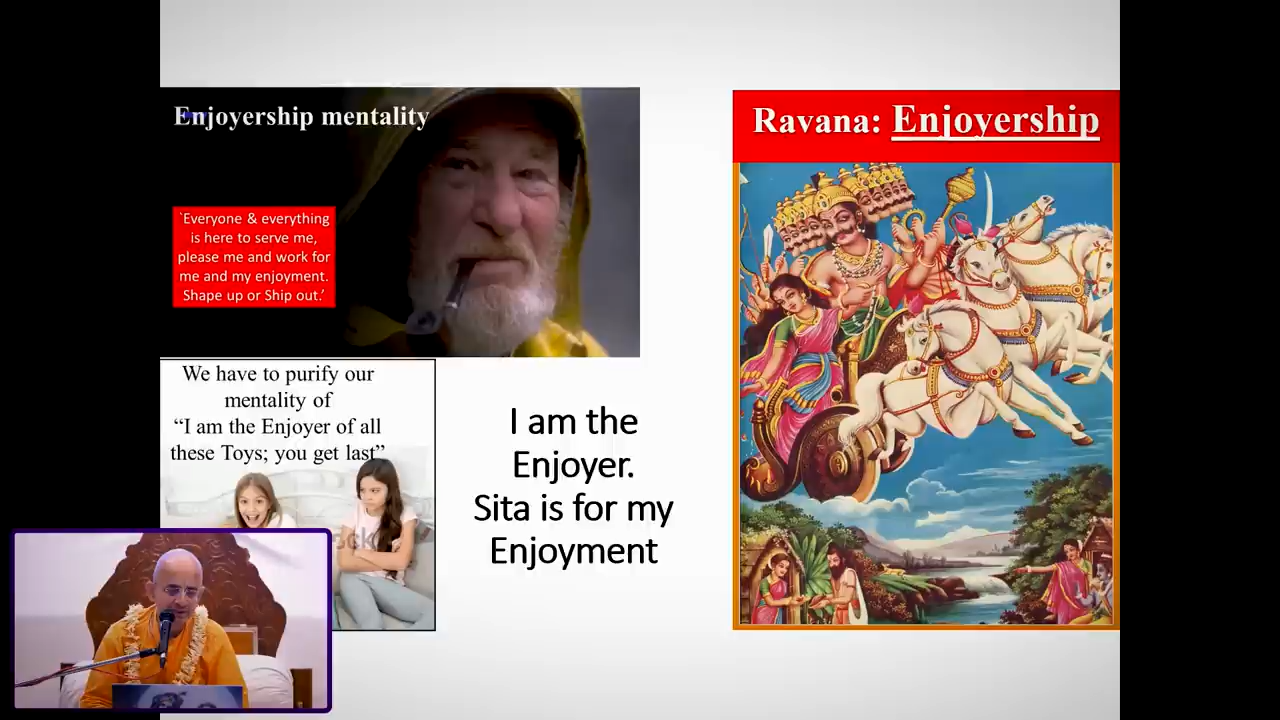 Enjoyership mentality
`Everyone & everything
is here to serve me,
please me and work for
me and my enjoyment.
Shape up or Ship out.’
We have to purify our
mentality of
“I am the Enjoyer of all
these Toys; you get last”
I am the
Enjoyer.
Sita is for my
Enjoyment
Ravana: Enjoyership